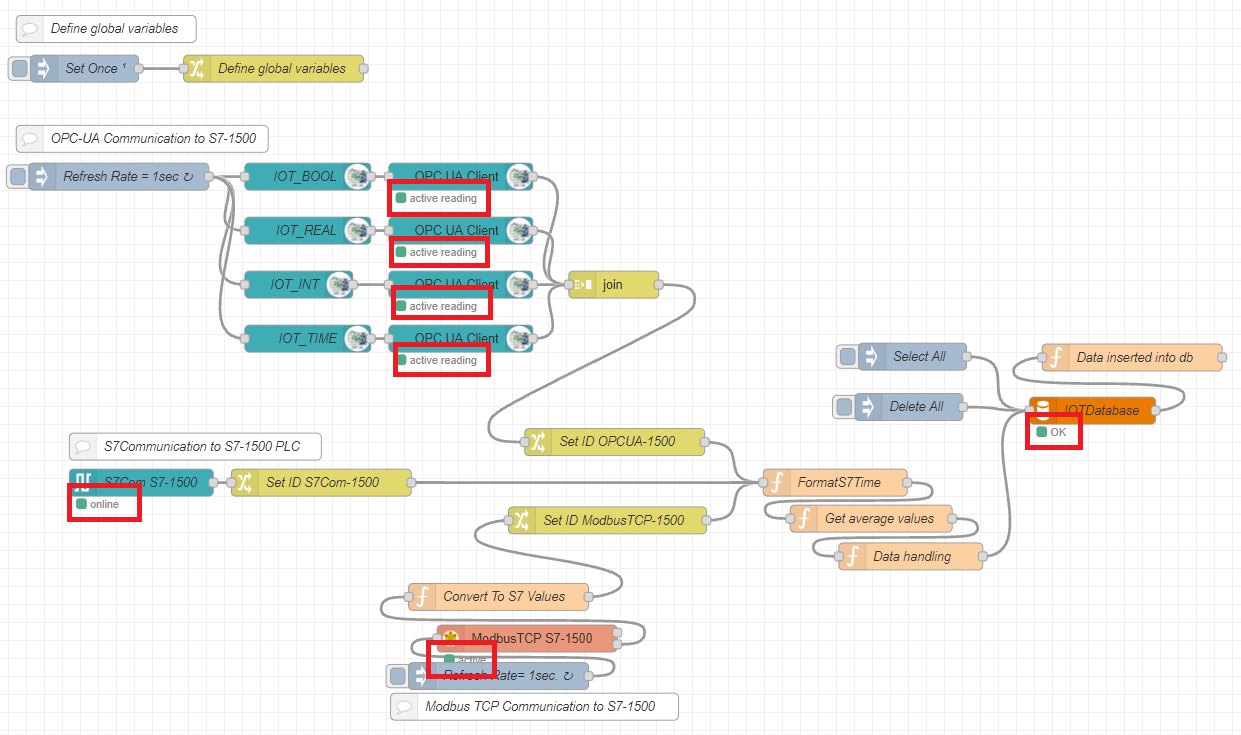 Define global variables
Set Once ¹
Define global variables
OPC-UA Communication to S7-1500
Refresh Rate = 1sec ↻
IOT_BOOL
OPC UA Client
active reading
IOT_REAL
OPC UA Client
active reading
IOT_INT
OPC UA Client
active reading
join
IOT_TIME
OPC UA Client
active reading
Select All
Data inserted into db
Delete All
IOTDatabase
OK
Set ID OPCUA-1500
S7Communication to S7-1500 PLC
S7Com S7-1500
online
Set ID S7Com-1500
FormatS7Time
Set ID ModbusTCP-1500
Get average values
Data handling
Convert To S7 Values
ModbusTCP S7-1500
active
Refresh Rate= 1sec. ↻
Modbus TCP Communication to S7-1500